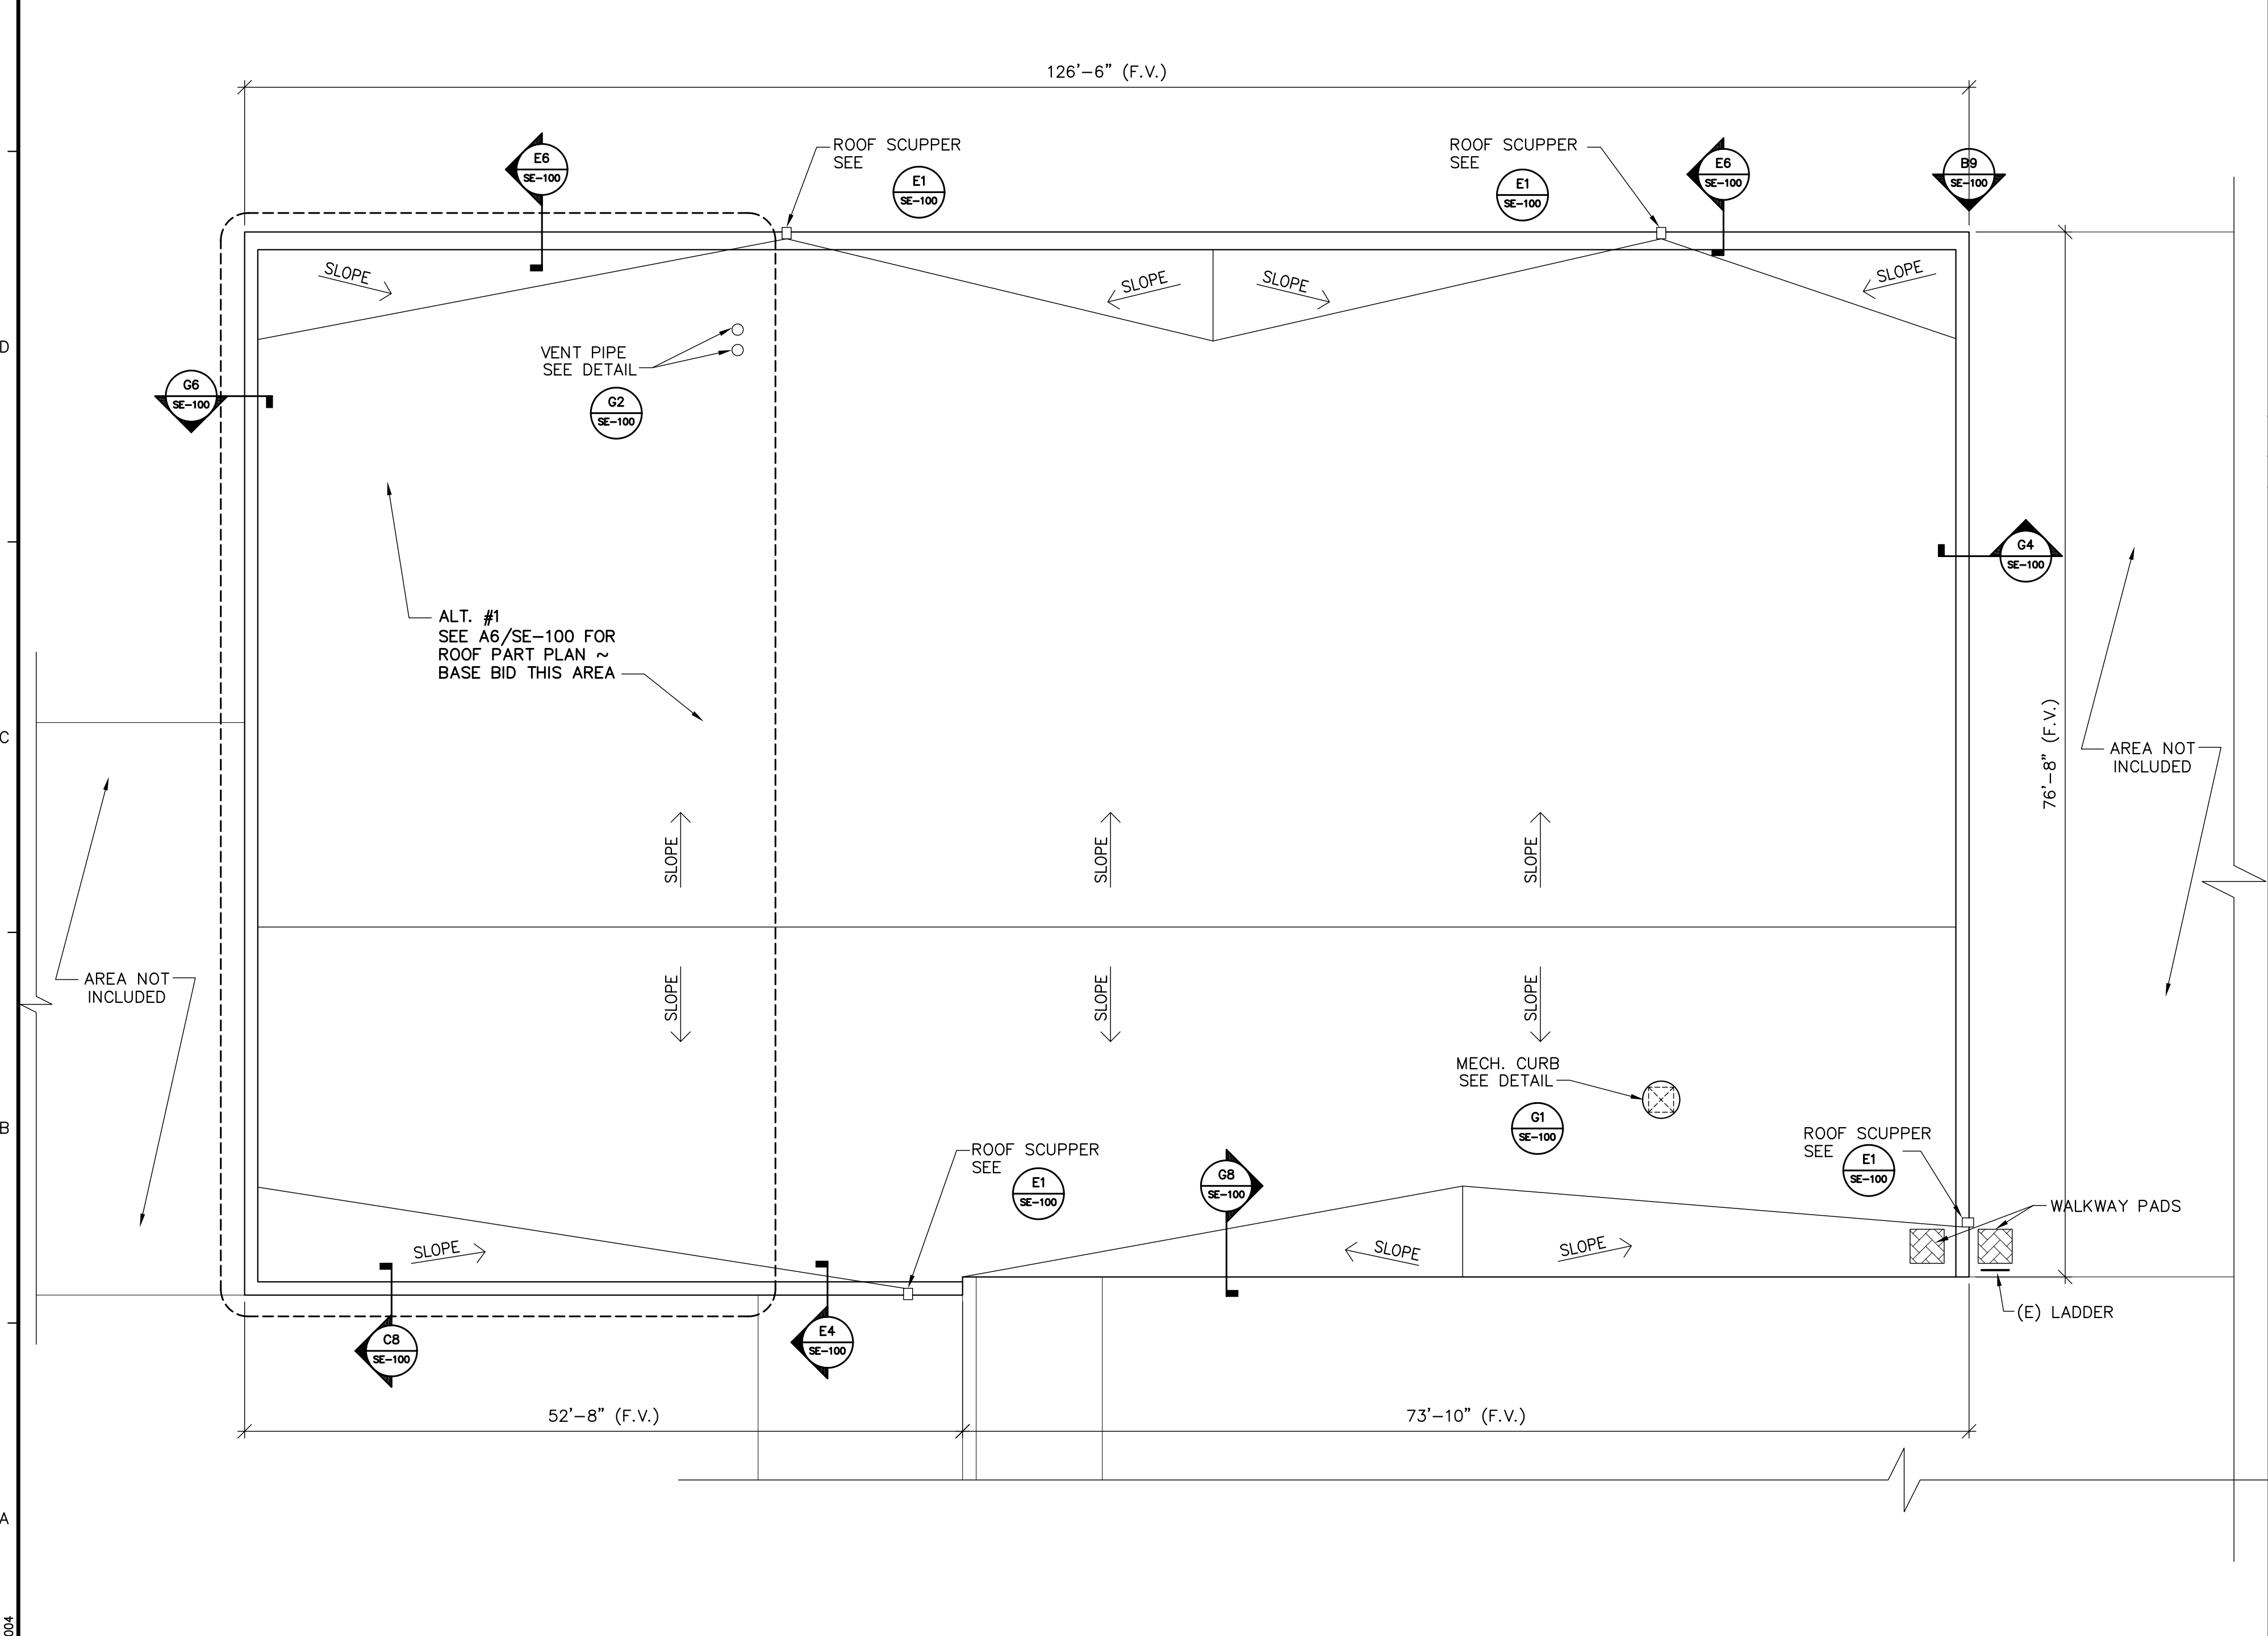 126'-6" (F.V.)
E6
SE-100
ROOF SCUPPER
SEE
E1
SE-100
ROOF SCUPPER
SEE
E1
SE-100
E6
SE-100
B9
SE-100
SLOPE
SLOPE
SLOPE
SLOPE
D
VENT PIPE
SEE DETAIL
G2
SE-100
G6
SE-100
G4
SE-100
ALT. #1
SEE A6/SE-100 FOR
ROOF PART PLAN ~
BASE BID THIS AREA
C
76'-8" (F.V.)
AREA NOT
INCLUDED
SLOPE
SLOPE
SLOPE
AREA NOT
INCLUDED
SLOPE
SLOPE
SLOPE
MECH. CURB
SEE DETAIL
G1
SE-100
B
ROOF SCUPPER
SEE
E1
SE-100
G8
SE-100
ROOF SCUPPER
SEE
E1
SE-100
WALKWAY PADS
SLOPE
SLOPE
SLOPE
(E) LADDER
C8
SE-100
E4
SE-100
52'-8" (F.V.)
73'-10" (F.V.)
A
004